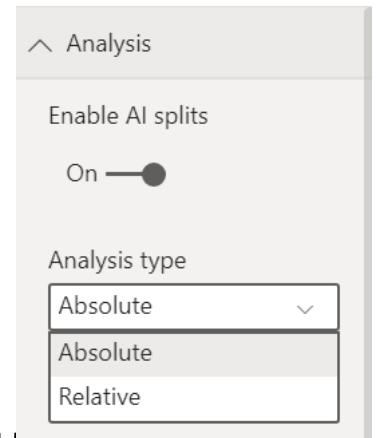 Analysis
Enable AI splits
On
Analysis type
Absolute
Absolute
Relative